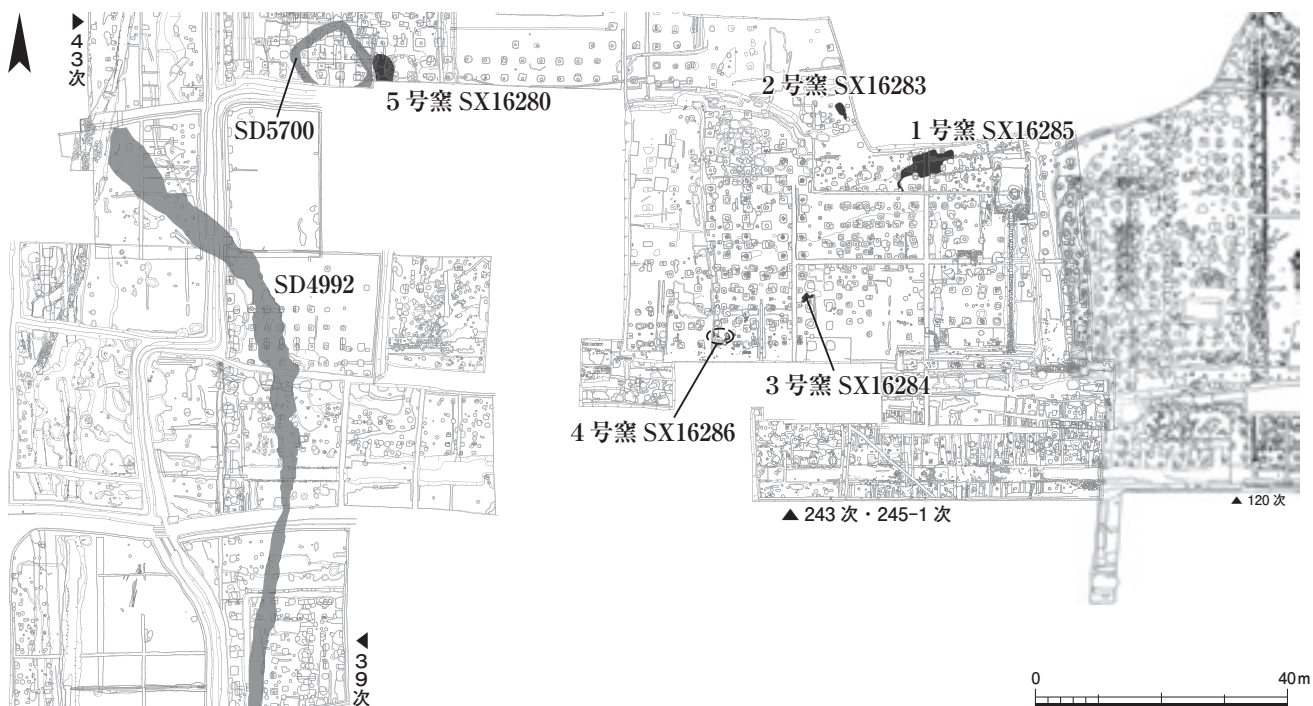 ▲43次
SD5700
5号窯 SX16280
2号窯 SX16283
1号窯 SX16285
SD4992
3号窯 SX16284
4号窯 SX16286
▲ 243次・245-1次
▲ 120次
▲39次
0 40m